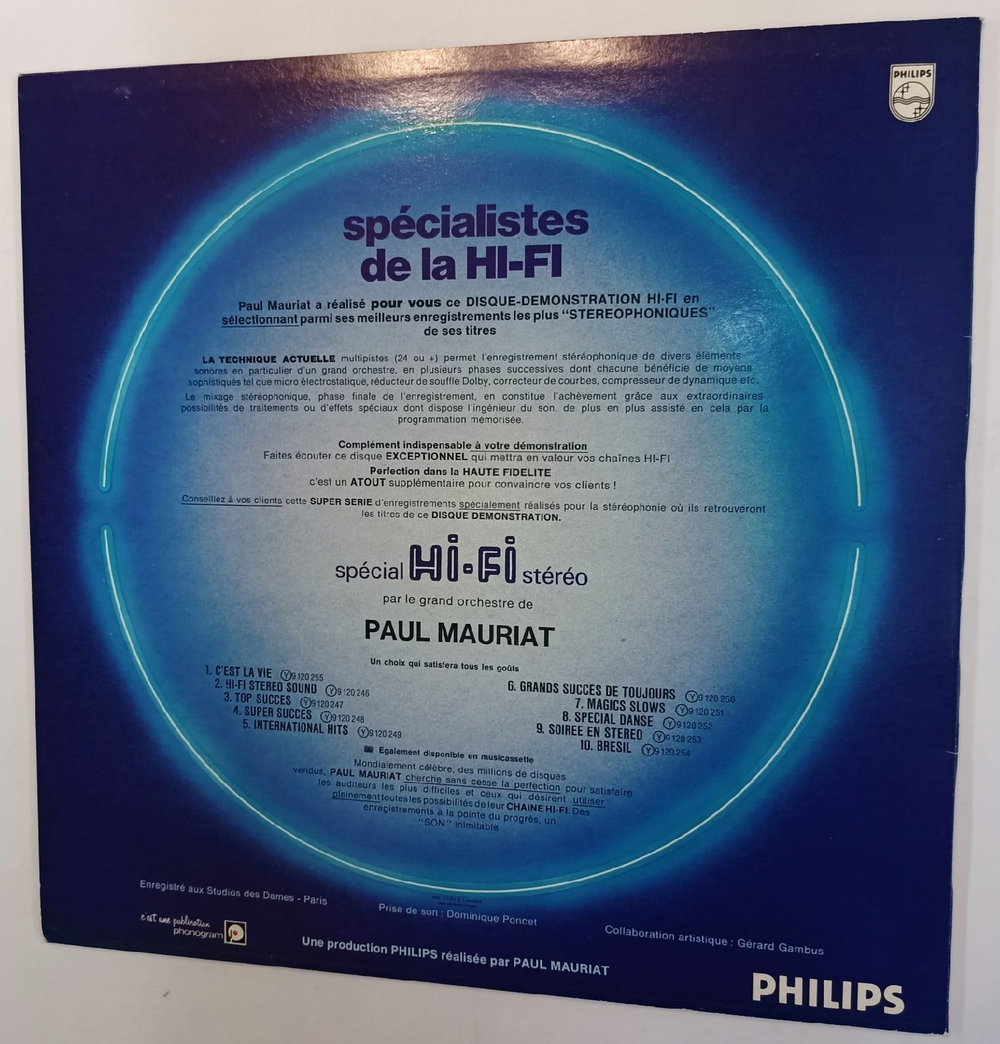 PHILIPS
spécialistes
de la HI-FI
Paul Mauriat a réalisé pour vous ce DISQUE-DEMONSTRATION HI-FI en
sélectionnant parmi ses meilleurs enregistrements les plus "STEREOPHONIQUES"
de ses titres
LA TECHNIQUE ACTUELLE multipistes (24 ou +) permet l'enregistrement stéréophonique de divers éléments
sonores en particulier d'un grand orchestre, en plusieurs phases successives dont chacune bénéficie de moyens
sophistiqués tel que micro électrostatique, réducteur de souffle Dolby, correcteur de courbes, compresseur de dynamique etc.
Le mixage stéréophonique, phase finale de l'enregistrement, en constitue l'achèvement grâce aux extraordinaires
possibilités de traitements ou d'effets spéciaux dont dispose l'ingénieur du son, de plus en plus assisté en cela par la
programmation mémorisée.
Complément indispensable à votre démonstration
Faites écouter ce disque EXCEPTIONNEL qui mettra en valeur vos chaînes HI-FI
Perfection dans la HAUTE FIDELITE
c'est un ATOUT supplémentaire pour convaincre vos clients !
Conseillez à vos clients cette SUPER SERIE d'enregistrements spécialement réalisés pour la stéréophonie où ils retrouveront
les titres de ce DISQUE DEMONSTRATION.
spécial Hi-Fi stéréo
par le grand orchestre de
PAUL MAURIAT
Un choix qui satisfera tous les goûts
1. C'EST LA VIE Ⓨ 9 120 255
2. HI-FI STEREO SOUND Ⓨ 9 120 246
3. TOP SUCCES Ⓨ 9 120 247
4. SUPER SUCCES Ⓨ 9 120 248
5. INTERNATIONAL HITS Ⓨ 9 120 249
6. GRANDS SUCCES DE TOUJOURS Ⓨ 9 120 250
7. MAGICS SLOWS Ⓨ 9 120 251
8. SPECIAL DANSE Ⓨ 9 120 252
9. SOIREE EN STEREO Ⓨ 9 120 253
10. BRESIL Ⓨ 9 120 254
Egalement disponible en musicassette
Mondialement célèbre, des millions de disques
vendus, PAUL MAURIAT cherche sans cesse la perfection pour satisfaire
les auditeurs les plus difficiles et ceux qui désirent utiliser
pleinement toutes les possibilités de leur CHAINE HI-FI. Des
enregistrements à la pointe du progrès, un
"SON" inimitable
Enregistré aux Studios des Dames - Paris
Prise de son : Dominique Poncet
Collaboration artistique : Gérard Gambus
c'est une publication
phonogram
Une production PHILIPS réalisée par PAUL MAURIAT
PHILIPS